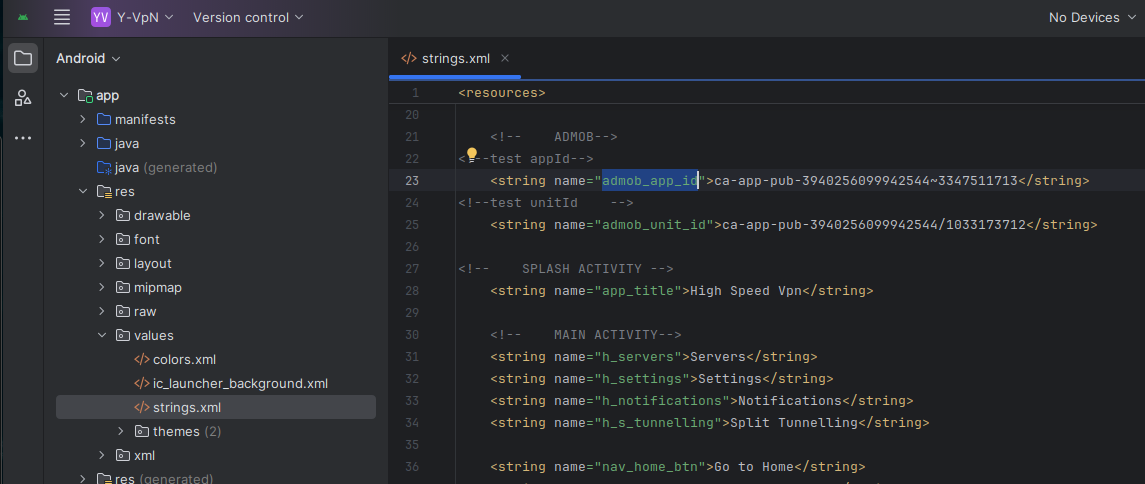 YV Y-VpN Version control No Devices
Android
app
manifests
java
java (generated)
res
drawable
font
layout
mipmap
raw
values
colors.xml
ic_launcher_background.xml
strings.xml
themes (2)
xml
res (generated)
strings.xml
1 <resources>
20
21 <!--    ADMOB-->
22 <!--test appId-->
23 <string name="admob_app_id">ca-app-pub-3940256099942544~3347511713</string>
24 <!--test unitId    -->
25 <string name="admob_unit_id">ca-app-pub-3940256099942544/1033173712</string>
26
27 <!--    SPLASH ACTIVITY -->
28 <string name="app_title">High Speed Vpn</string>
29
30 <!--    MAIN ACTIVITY-->
31 <string name="h_servers">Servers</string>
32 <string name="h_settings">Settings</string>
33 <string name="h_notifications">Notifications</string>
34 <string name="h_s_tunnelling">Split Tunnelling</string>
35
36 <string name="nav_home_btn">Go to Home</string>